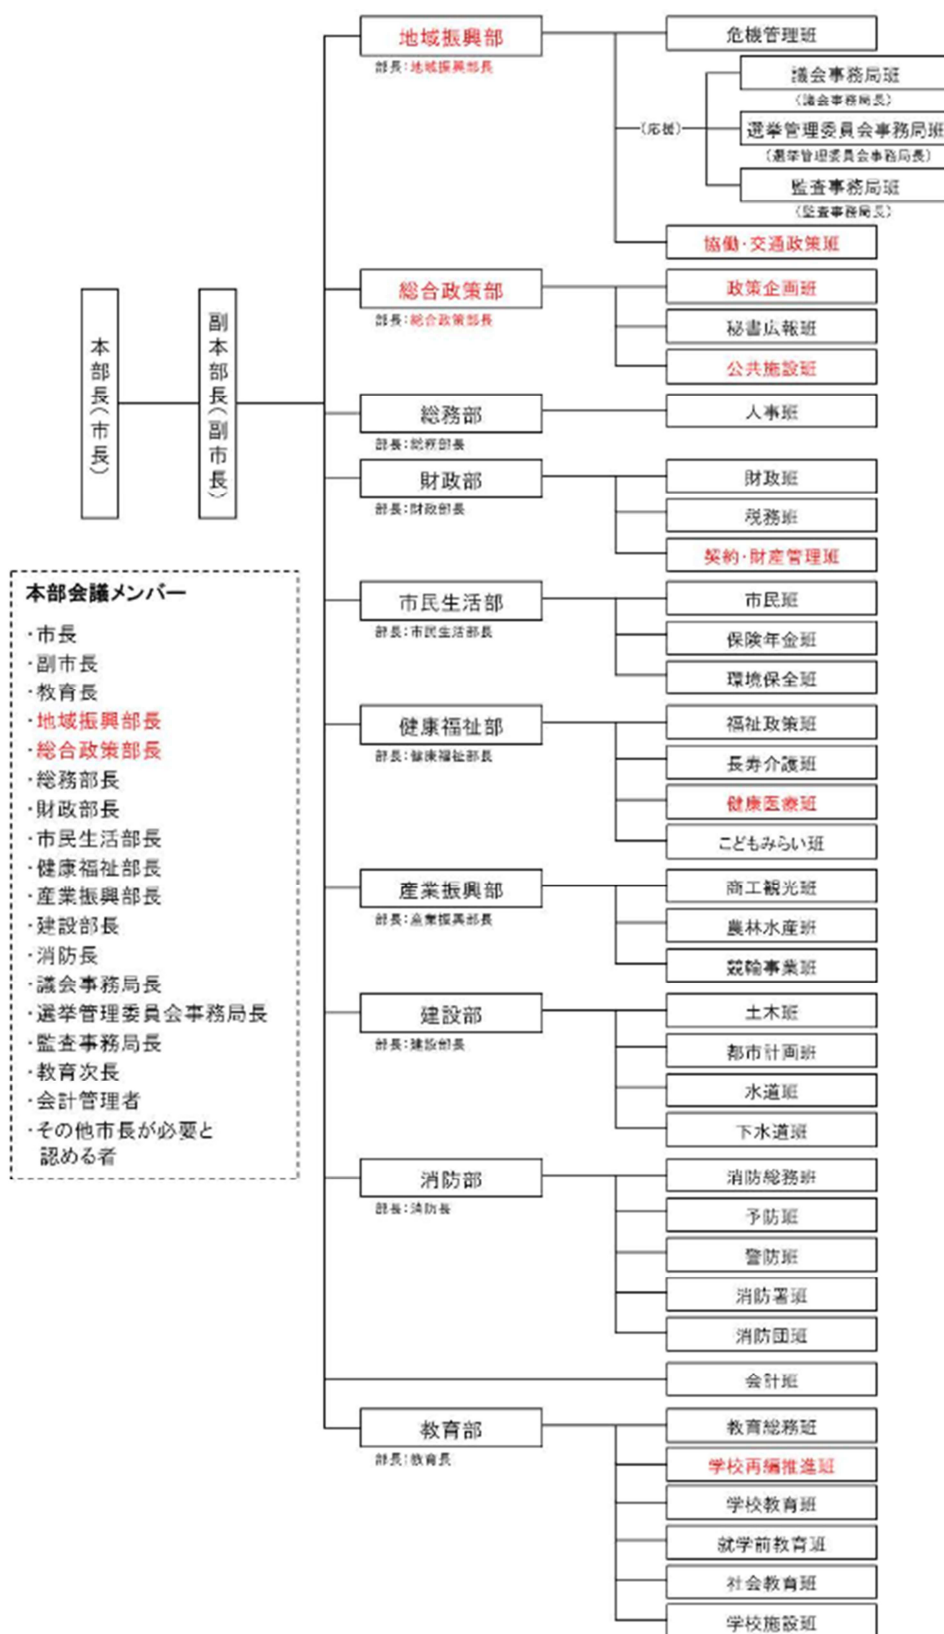 本部長(市長)
副本部長(副市長)
地域振興部
部長:地域振興部長
危機管理班
(応援)
議会事務局班
(議会事務局長)
選挙管理委員会事務局班
(選挙管理委員会事務局長)
監査事務局班
(監査事務局長)
協働・交通政策班
総合政策部
部長:総合政策部長
政策企画班
秘書広報班
公共施設班
総務部
部長:総務部長
人事班
財政部
部長:財政部長
財政班
税務班
契約・財産管理班
市民生活部
部長:市民生活部長
市民班
保険年金班
環境保全班
健康福祉部
部長:健康福祉部長
福祉政策班
長寿介護班
健康医療班
こどもみらい班
産業振興部
部長:産業振興部長
商工観光班
農林水産班
競輪事業班
建設部
部長:建設部長
土木班
都市計画班
水道班
下水道班
消防部
部長:消防長
消防総務班
予防班
警防班
消防署班
消防団班
会計班
教育部
部長:教育長
教育総務班
学校再編推進班
学校教育班
就学前教育班
社会教育班
学校施設班
本部会議メンバー
・市長
・副市長
・教育長
・地域振興部長
・総合政策部長
・総務部長
・財政部長
・市民生活部長
・健康福祉部長
・産業振興部長
・建設部長
・消防長
・議会事務局長
・選挙管理委員会事務局長
・監査事務局長
・教育次長
・会計管理者
・その他市長が必要と
認める者